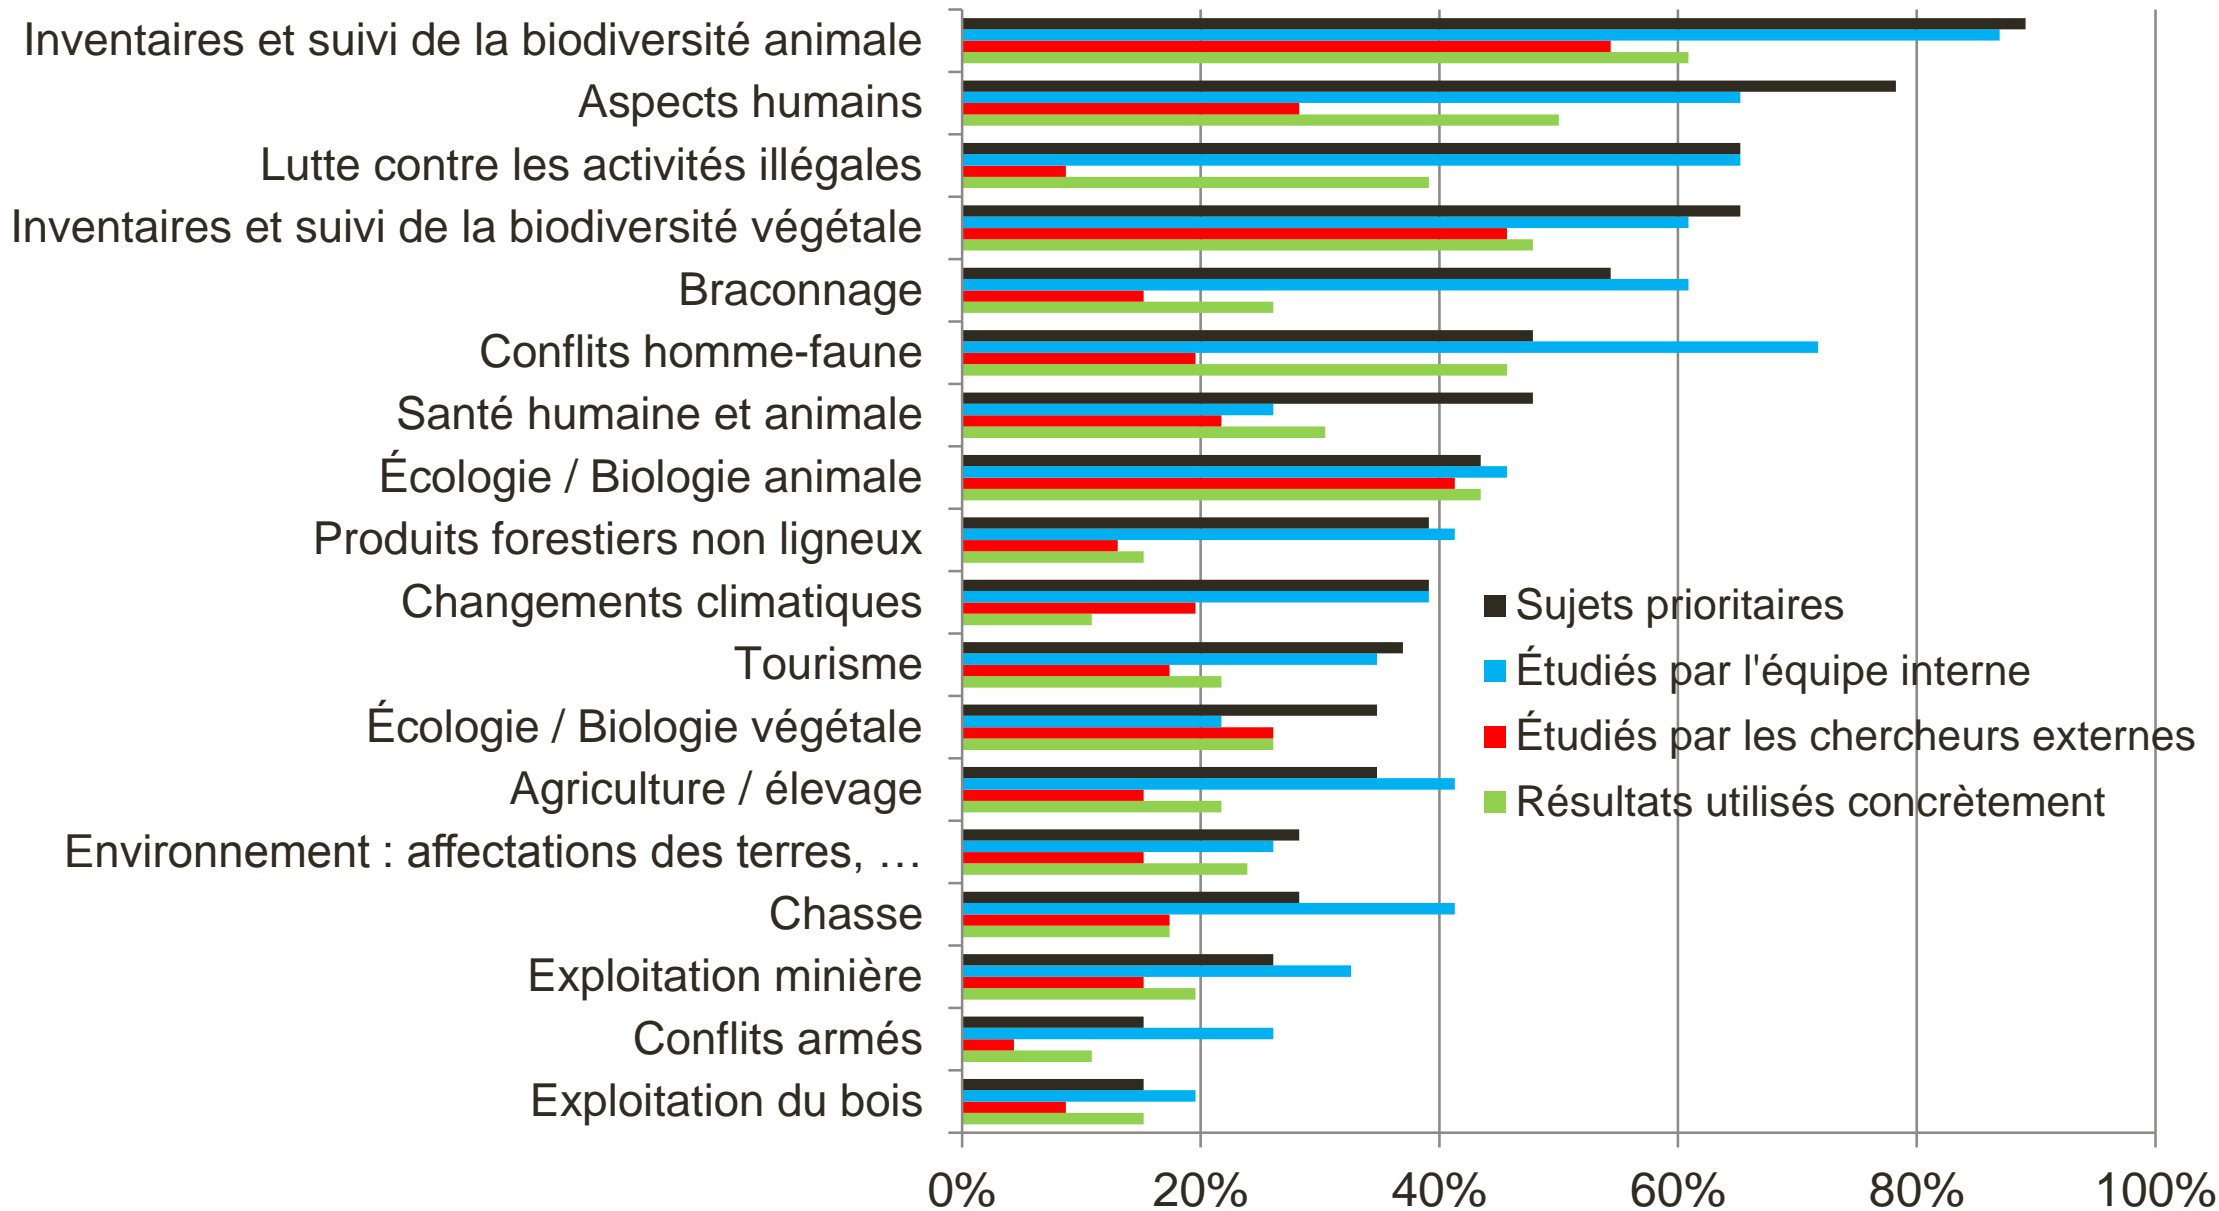 Inventaires et suivi de la biodiversité animale
Aspects humains
Lutte contre les activités illégales
Inventaires et suivi de la biodiversité végétale
Braconnage
Conflits homme-faune
Santé humaine et animale
Écologie / Biologie animale
Produits forestiers non ligneux
Changements climatiques
Tourisme
Écologie / Biologie végétale
Agriculture / élevage
Environnement : affectations des terres, …
Chasse
Exploitation minière
Conflits armés
Exploitation du bois
Sujets prioritaires
Étudiés par l'équipe interne
Étudiés par les chercheurs externes
Résultats utilisés concrètement
0% 20% 40% 60% 80% 100%